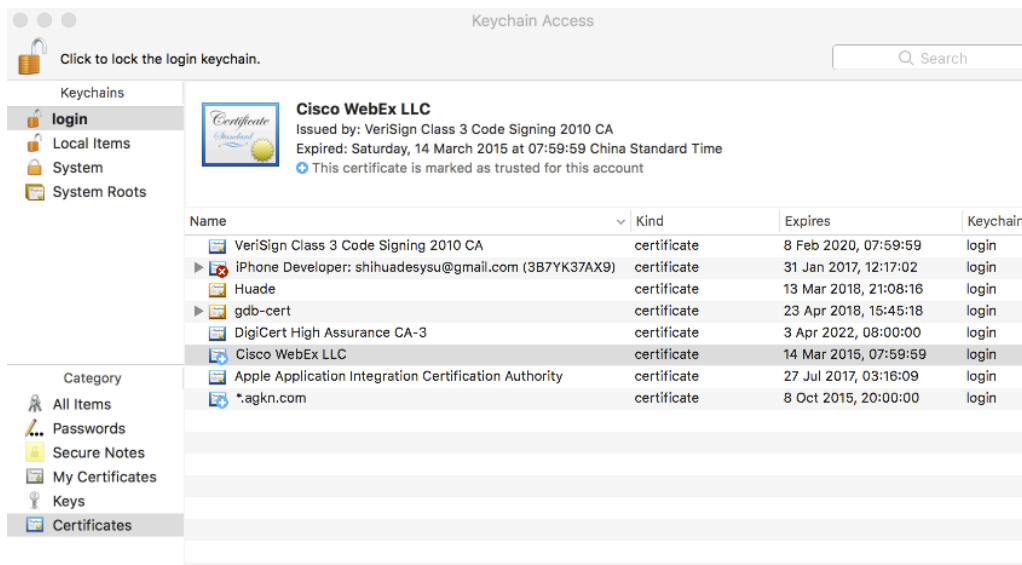 Keychain Access
Click to lock the login keychain.
Search
Keychains
login
Local Items
System
System Roots
Certificate
Standard
Cisco WebEx LLC
Issued by: VeriSign Class 3 Code Signing 2010 CA
Expired: Saturday, 14 March 2015 at 07:59:59 China Standard Time
This certificate is marked as trusted for this account
Name Kind Expires Keychain
VeriSign Class 3 Code Signing 2010 CA certificate 8 Feb 2020, 07:59:59 login
iPhone Developer: shihuadesysu@gmail.com (3B7YK37AX9) certificate 31 Jan 2017, 12:17:02 login
Huade certificate 13 Mar 2018, 21:08:16 login
gdb-cert certificate 23 Apr 2018, 15:45:18 login
DigiCert High Assurance CA-3 certificate 3 Apr 2022, 08:00:00 login
Cisco WebEx LLC certificate 14 Mar 2015, 07:59:59 login
Apple Application Integration Certification Authority certificate 27 Jul 2017, 03:16:09 login
*.agkn.com certificate 8 Oct 2015, 20:00:00 login
Category
All Items
Passwords
Secure Notes
My Certificates
Keys
Certificates